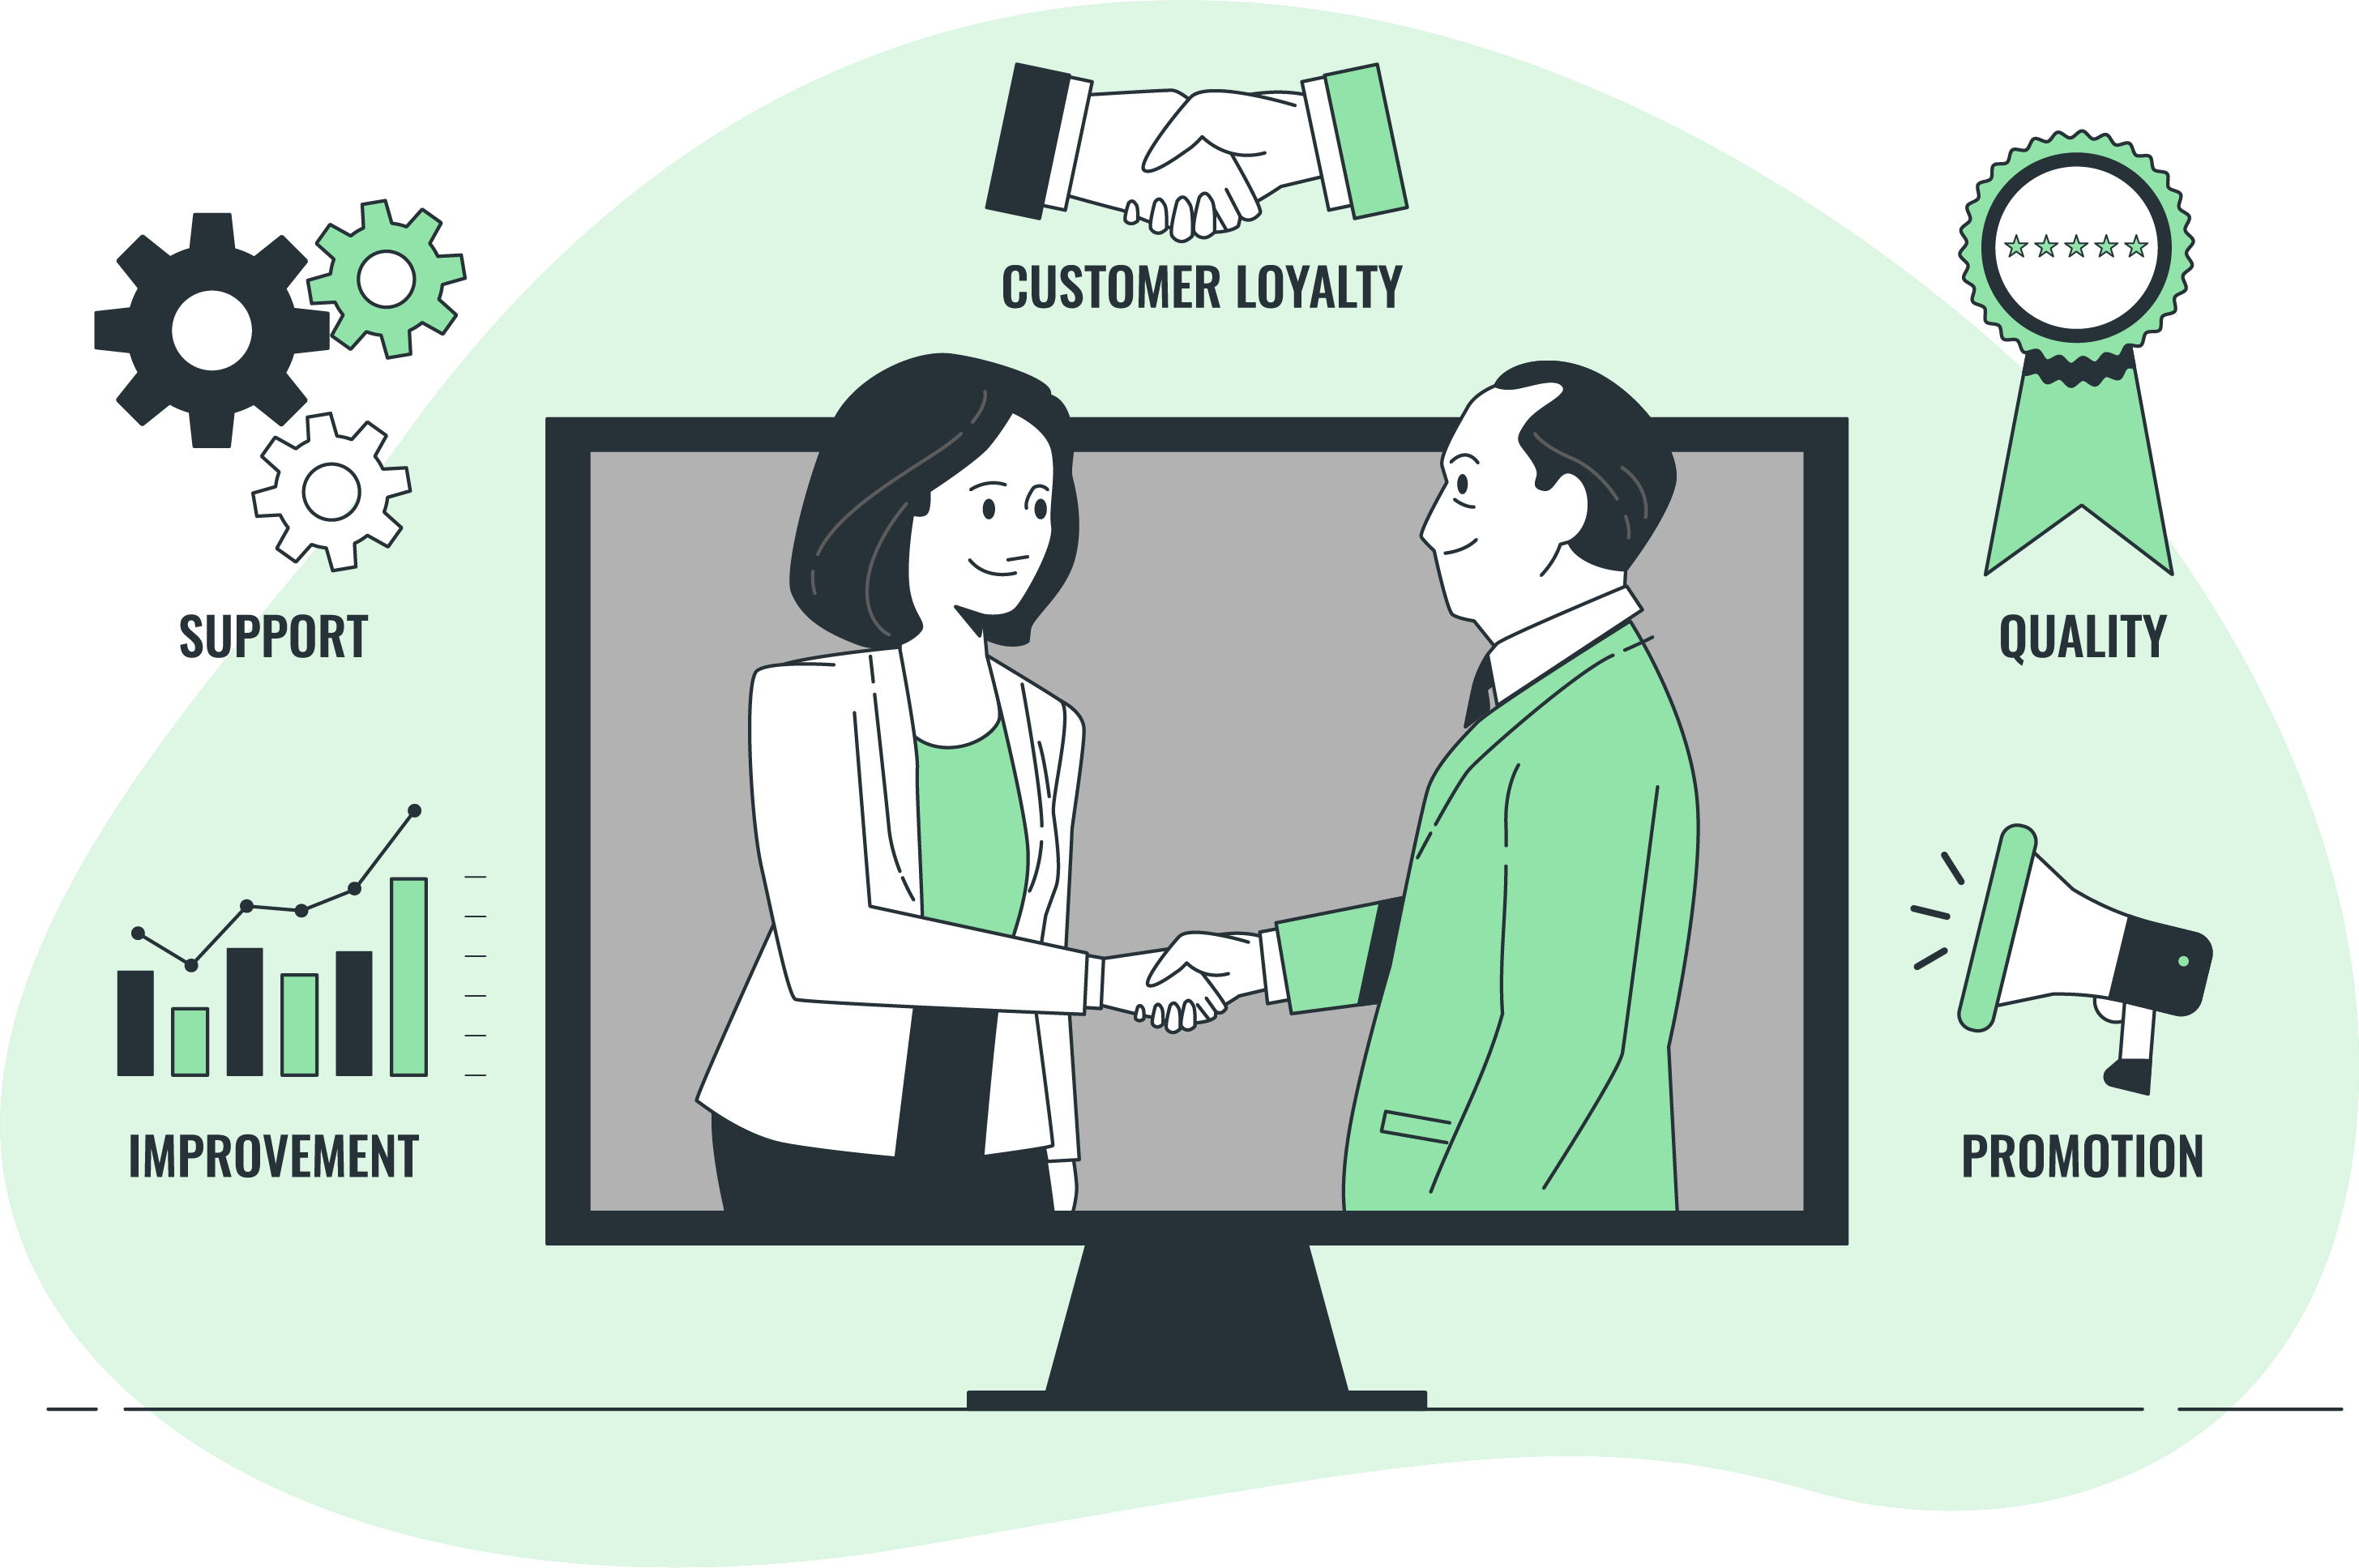 CUSTOMER LOYALTY
SUPPORT
QUALITY
IMPROVEMENT
PROMOTION